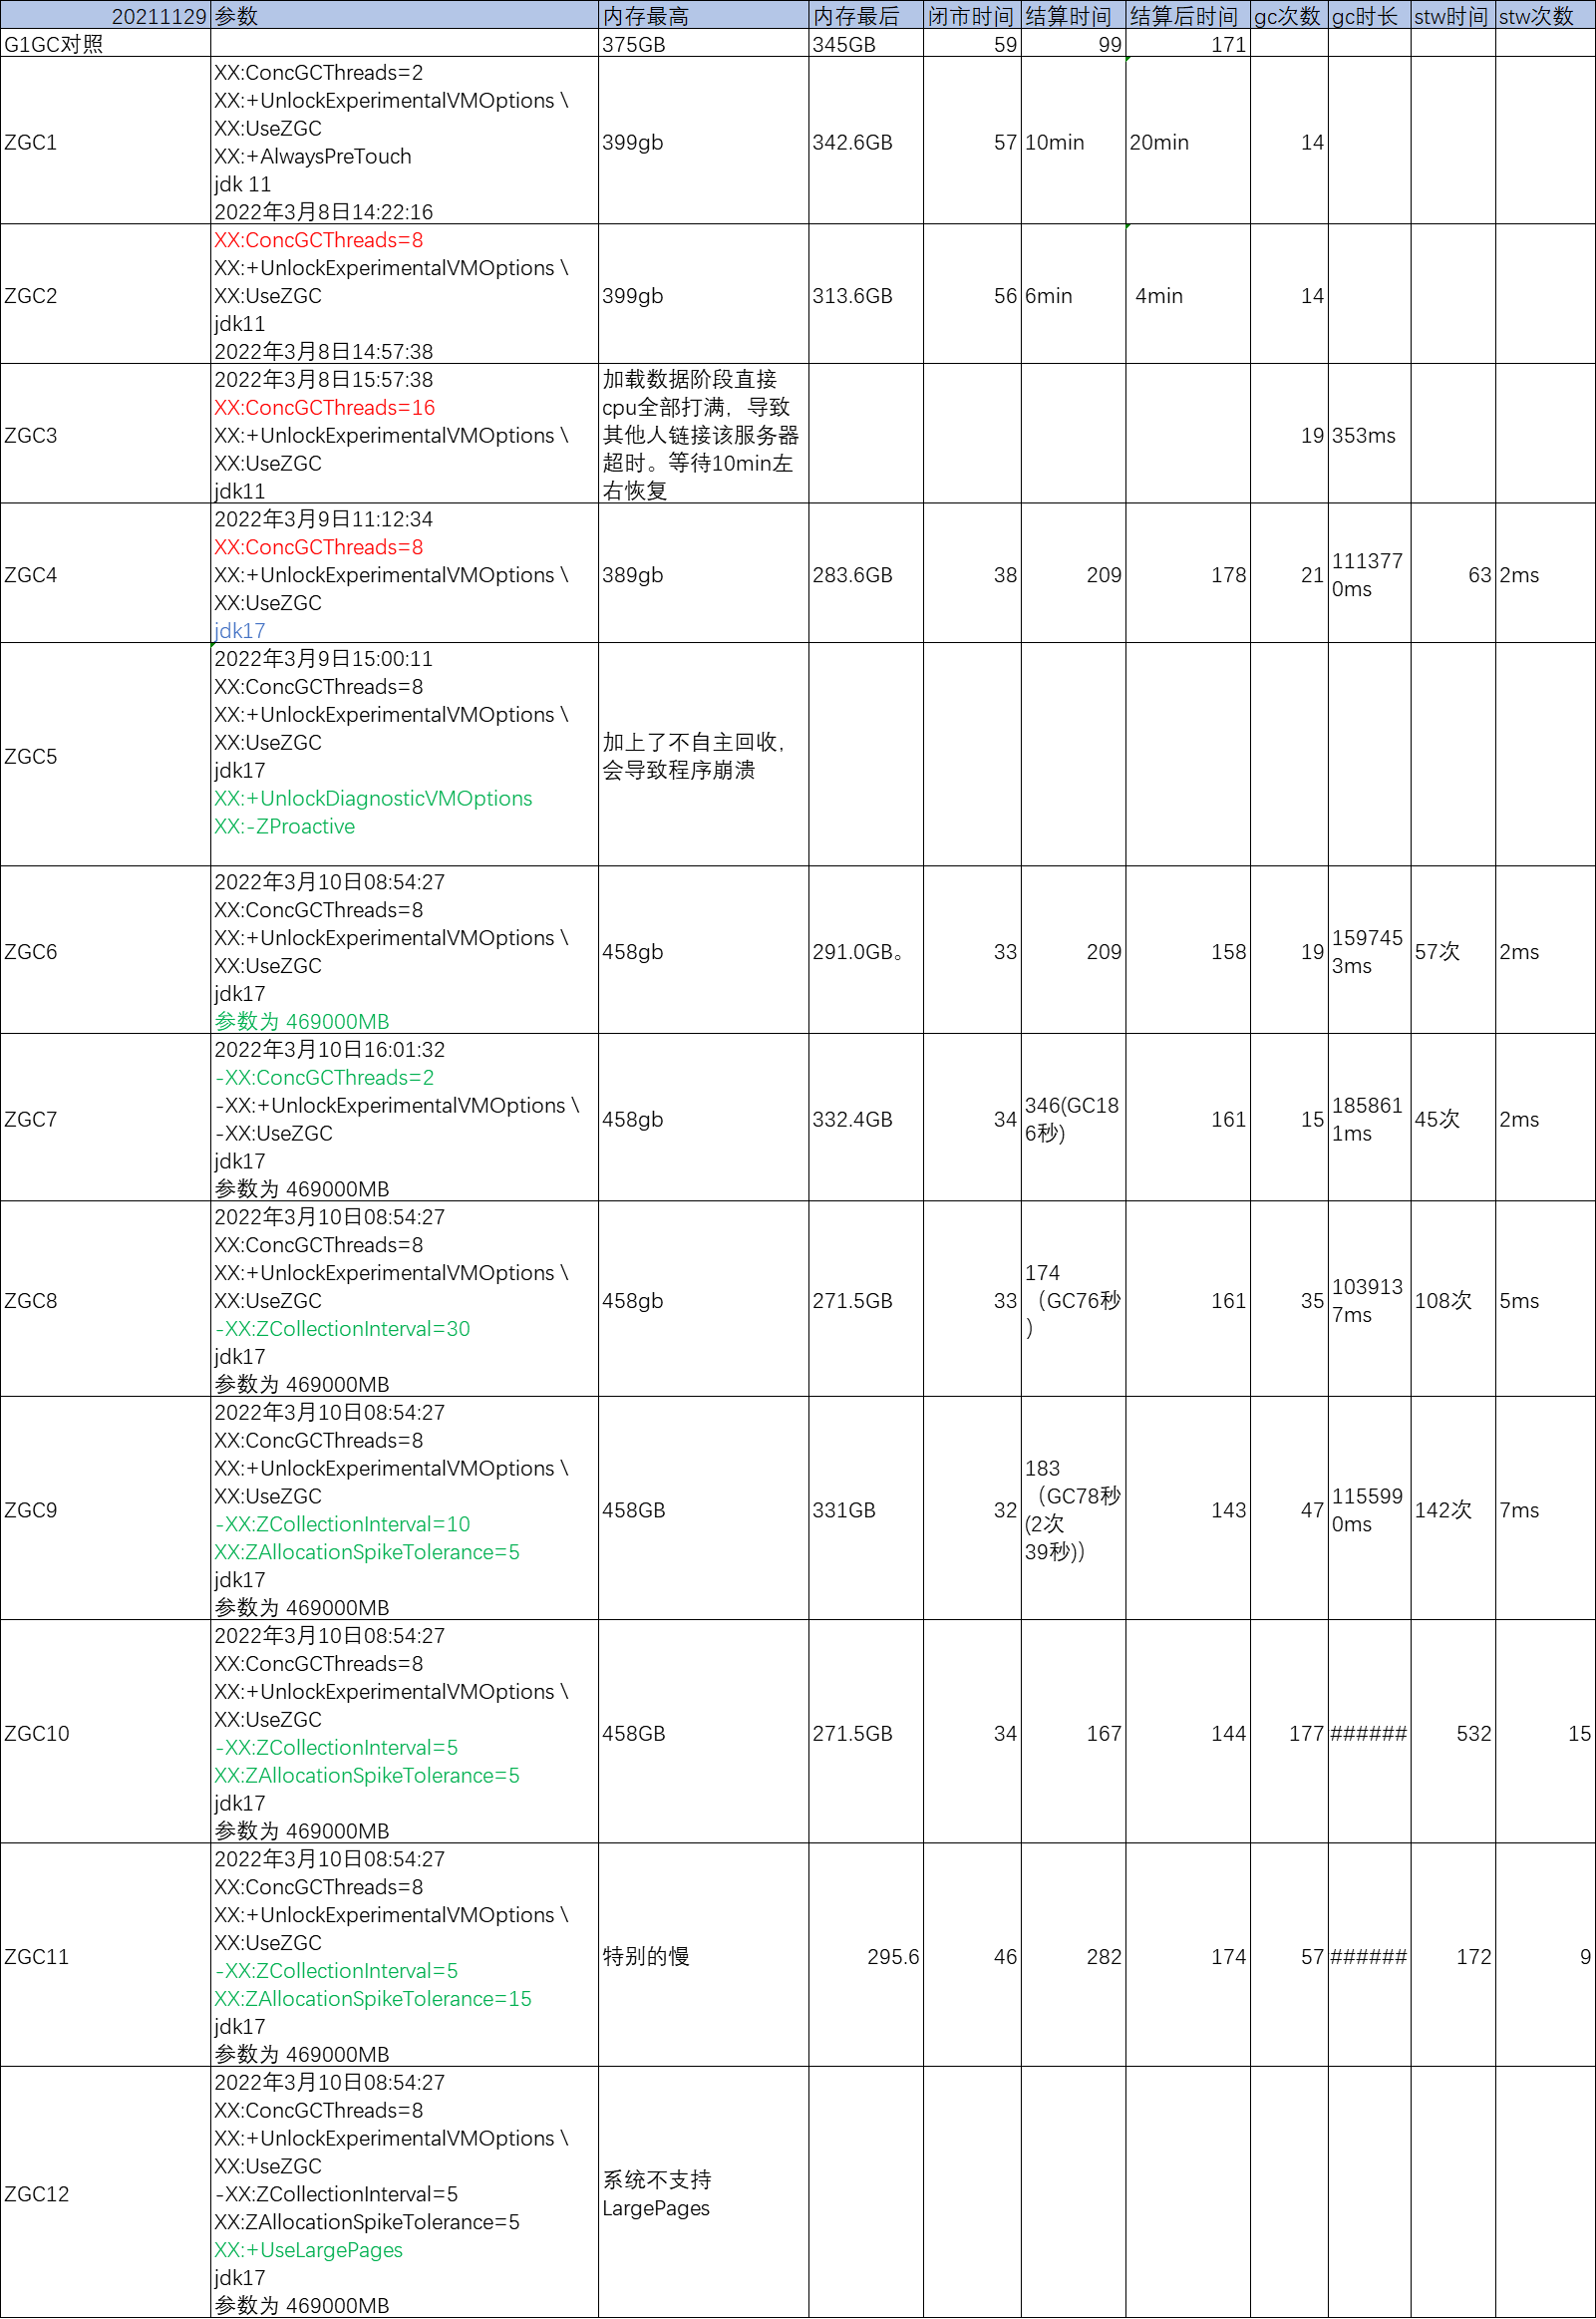 20211129 参数 内存最高 内存最后 闭市时间 结算时间 结算后时间 gc次数 gc时长 stw时间 stw次数
G1GC对照 375GB 345GB 59 99 171
ZGC1
XX:ConcGCThreads=2
XX:+UnlockExperimentalVMOptions \
XX:UseZGC
XX:+AlwaysPreTouch
jdk 11
2022年3月8日14:22:16
399gb 342.6GB 57 10min 20min 14
ZGC2
XX:ConcGCThreads=8
XX:+UnlockExperimentalVMOptions \
XX:UseZGC
jdk11
2022年3月8日14:57:38
399gb 313.6GB 56 6min 4min 14
ZGC3
2022年3月8日15:57:38
XX:ConcGCThreads=16
XX:+UnlockExperimentalVMOptions \
XX:UseZGC
jdk11
加载数据阶段直接
cpu全部打满，导致
其他人链接该服务器
超时。等待10min左
右恢复
19 353ms
ZGC4
2022年3月9日11:12:34
XX:ConcGCThreads=8
XX:+UnlockExperimentalVMOptions \
XX:UseZGC
jdk17
389gb 283.6GB 38 209 178 21
111377
0ms
63 2ms
ZGC5
2022年3月9日15:00:11
XX:ConcGCThreads=8
XX:+UnlockExperimentalVMOptions \
XX:UseZGC
jdk17
XX:+UnlockDiagnosticVMOptions
XX:-ZProactive
加上了不自主回收，
会导致程序崩溃
ZGC6
2022年3月10日08:54:27
XX:ConcGCThreads=8
XX:+UnlockExperimentalVMOptions \
XX:UseZGC
jdk17
参数为 469000MB
458gb 291.0GB。 33 209 158 19
159745
3ms
57次 2ms
ZGC7
2022年3月10日16:01:32
-XX:ConcGCThreads=2
-XX:+UnlockExperimentalVMOptions \
-XX:UseZGC
jdk17
参数为 469000MB
458gb 332.4GB 34
346(GC18
6秒)
161 15
185861
1ms
45次 2ms
ZGC8
2022年3月10日08:54:27
XX:ConcGCThreads=8
XX:+UnlockExperimentalVMOptions \
XX:UseZGC
-XX:ZCollectionInterval=30
jdk17
参数为 469000MB
458gb 271.5GB 33
174
（GC76秒
）
161 35
103913
7ms
108次 5ms
ZGC9
2022年3月10日08:54:27
XX:ConcGCThreads=8
XX:+UnlockExperimentalVMOptions \
XX:UseZGC
-XX:ZCollectionInterval=10
XX:ZAllocationSpikeTolerance=5
jdk17
参数为 469000MB
458GB 331GB 32
183
（GC78秒
(2次
39秒)）
143 47
115599
0ms
142次 7ms
ZGC10
2022年3月10日08:54:27
XX:ConcGCThreads=8
XX:+UnlockExperimentalVMOptions \
XX:UseZGC
-XX:ZCollectionInterval=5
XX:ZAllocationSpikeTolerance=5
jdk17
参数为 469000MB
458GB 271.5GB 34 167 144 177 ###### 532 15
ZGC11
2022年3月10日08:54:27
XX:ConcGCThreads=8
XX:+UnlockExperimentalVMOptions \
XX:UseZGC
-XX:ZCollectionInterval=5
XX:ZAllocationSpikeTolerance=15
jdk17
参数为 469000MB
特别的慢 295.6 46 282 174 57 ###### 172 9
ZGC12
2022年3月10日08:54:27
XX:ConcGCThreads=8
XX:+UnlockExperimentalVMOptions \
XX:UseZGC
-XX:ZCollectionInterval=5
XX:ZAllocationSpikeTolerance=5
XX:+UseLargePages
jdk17
参数为 469000MB
系统不支持
LargePages